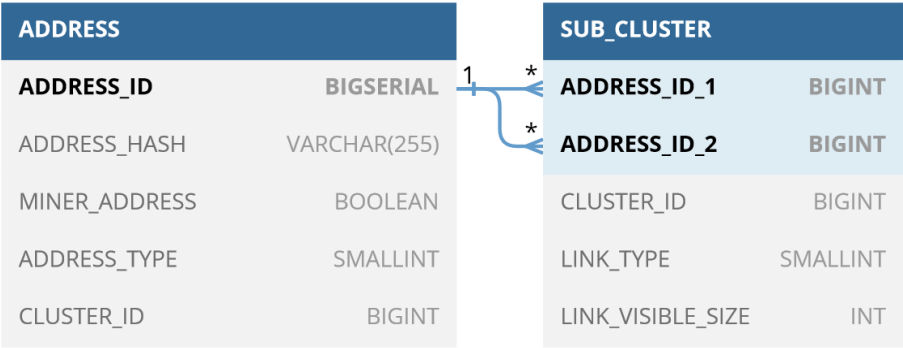 ADDRESS
ADDRESS_ID BIGSERIAL
ADDRESS_HASH VARCHAR(255)
MINER_ADDRESS BOOLEAN
ADDRESS_TYPE SMALLINT
CLUSTER_ID BIGINT
1 *
*
SUB_CLUSTER
ADDRESS_ID_1 BIGINT
ADDRESS_ID_2 BIGINT
CLUSTER_ID BIGINT
LINK_TYPE SMALLINT
LINK_VISIBLE_SIZE INT